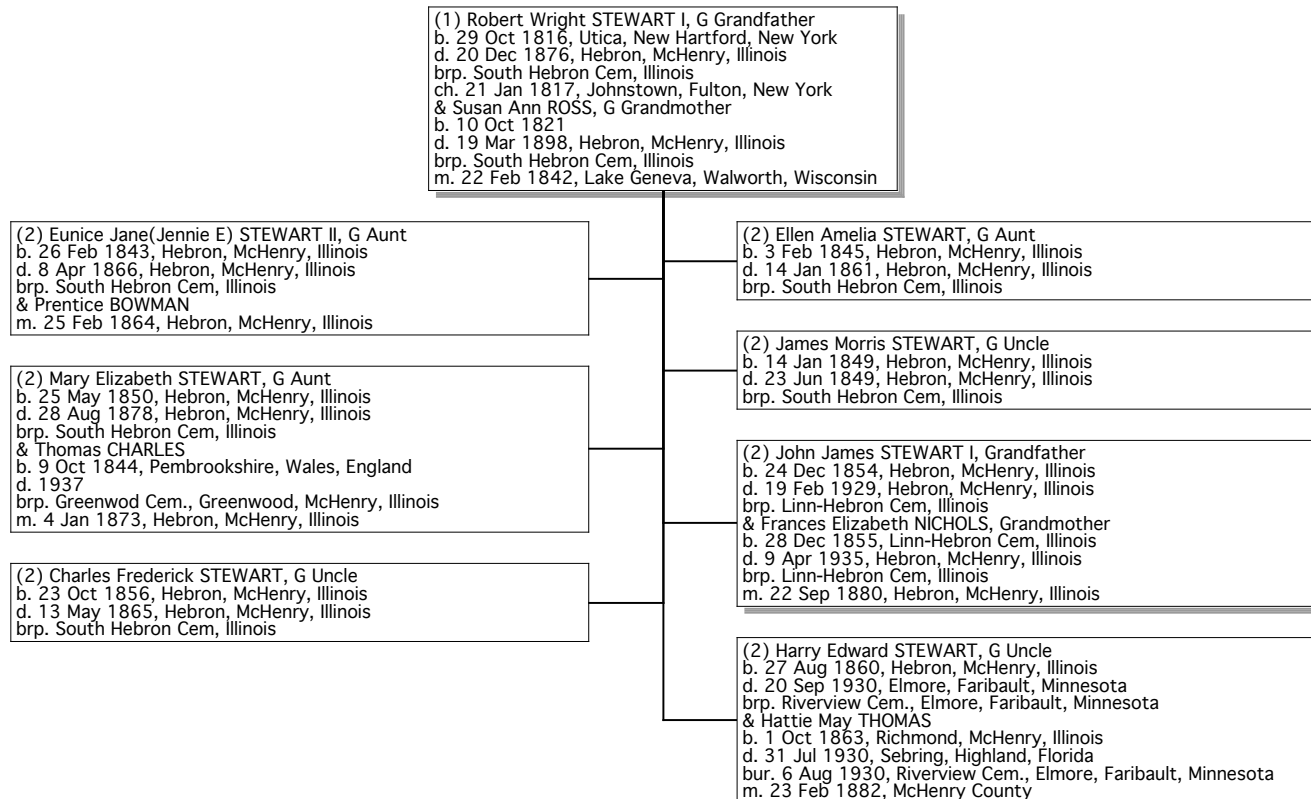 (1) Robert Wright STEWART I, G Grandfather
b. 29 Oct 1816, Utica, New Hartford, New York
d. 20 Dec 1876, Hebron, McHenry, Illinois
brp. South Hebron Cem, Illinois
ch. 21 Jan 1817, Johnstown, Fulton, New York
& Susan Ann ROSS, G Grandmother
b. 10 Oct 1821
d. 19 Mar 1898, Hebron, McHenry, Illinois
brp. South Hebron Cem, Illinois
m. 22 Feb 1842, Lake Geneva, Walworth, Wisconsin
(2) Eunice Jane(Jennie E) STEWART II, G Aunt
b. 26 Feb 1843, Hebron, McHenry, Illinois
d. 8 Apr 1866, Hebron, McHenry, Illinois
brp. South Hebron Cem, Illinois
& Prentice BOWMAN
m. 25 Feb 1864, Hebron, McHenry, Illinois
(2) Ellen Amelia STEWART, G Aunt
b. 3 Feb 1845, Hebron, McHenry, Illinois
d. 14 Jan 1861, Hebron, McHenry, Illinois
brp. South Hebron Cem, Illinois
(2) James Morris STEWART, G Uncle
b. 14 Jan 1849, Hebron, McHenry, Illinois
d. 23 Jun 1849, Hebron, McHenry, Illinois
brp. South Hebron Cem, Illinois
(2) Mary Elizabeth STEWART, G Aunt
b. 25 May 1850, Hebron, McHenry, Illinois
d. 28 Aug 1878, Hebron, McHenry, Illinois
brp. South Hebron Cem, Illinois
& Thomas CHARLES
b. 9 Oct 1844, Pembrookshire, Wales, England
d. 1937
brp. Greenwod Cem., Greenwood, McHenry, Illinois
m. 4 Jan 1873, Hebron, McHenry, Illinois
(2) John James STEWART I, Grandfather
b. 24 Dec 1854, Hebron, McHenry, Illinois
d. 19 Feb 1929, Hebron, McHenry, Illinois
brp. Linn-Hebron Cem, Illinois
& Frances Elizabeth NICHOLS, Grandmother
b. 28 Dec 1855, Linn-Hebron Cem, Illinois
d. 9 Apr 1935, Hebron, McHenry, Illinois
brp. Linn-Hebron Cem, Illinois
m. 22 Sep 1880, Hebron, McHenry, Illinois
(2) Charles Frederick STEWART, G Uncle
b. 23 Oct 1856, Hebron, McHenry, Illinois
d. 13 May 1865, Hebron, McHenry, Illinois
brp. South Hebron Cem, Illinois
(2) Harry Edward STEWART, G Uncle
b. 27 Aug 1860, Hebron, McHenry, Illinois
d. 20 Sep 1930, Elmore, Faribault, Minnesota
brp. Riverview Cem., Elmore, Faribault, Minnesota
& Hattie May THOMAS
b. 1 Oct 1863, Richmond, McHenry, Illinois
d. 31 Jul 1930, Sebring, Highland, Florida
bur. 6 Aug 1930, Riverview Cem., Elmore, Faribault, Minnesota
m. 23 Feb 1882, McHenry County